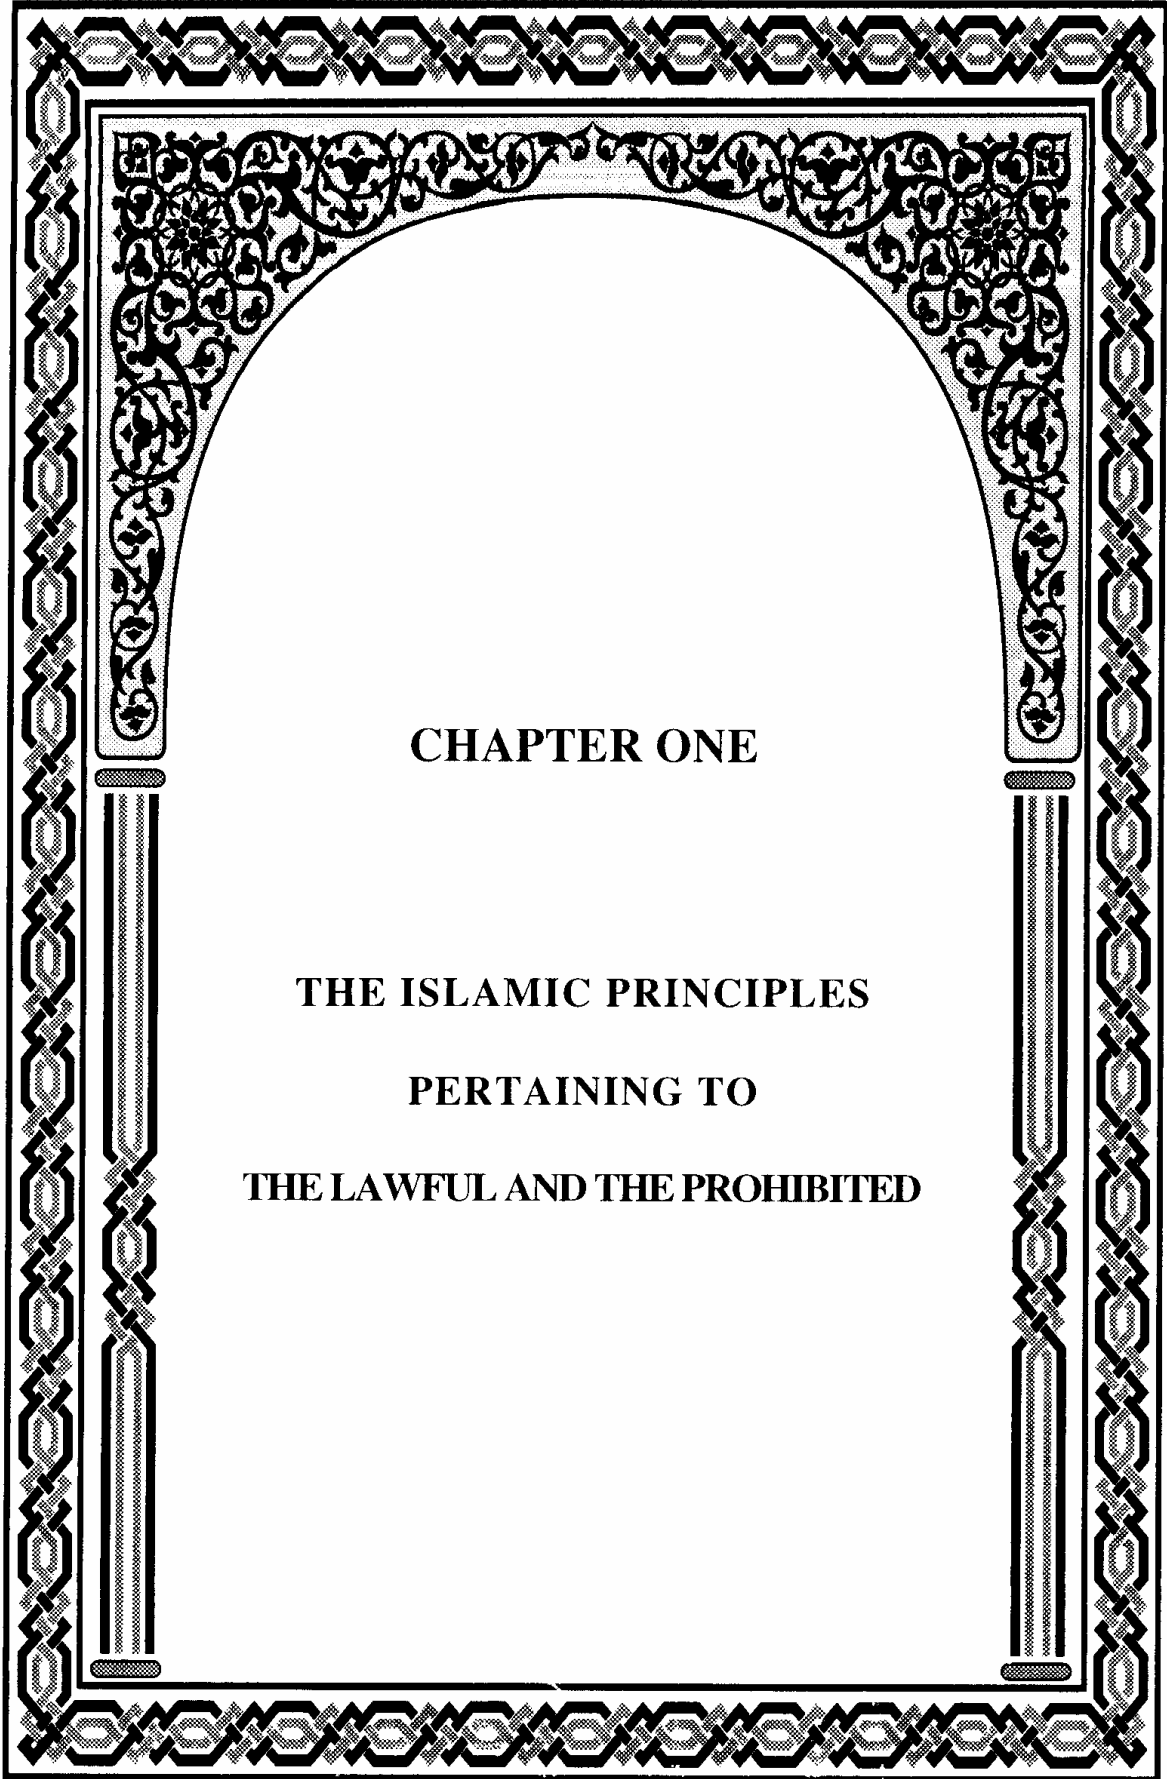 CHAPTER ONE
THE ISLAMIC PRINCIPLES
PERTAINING TO
THE LAWFUL AND THE PROHIBITED